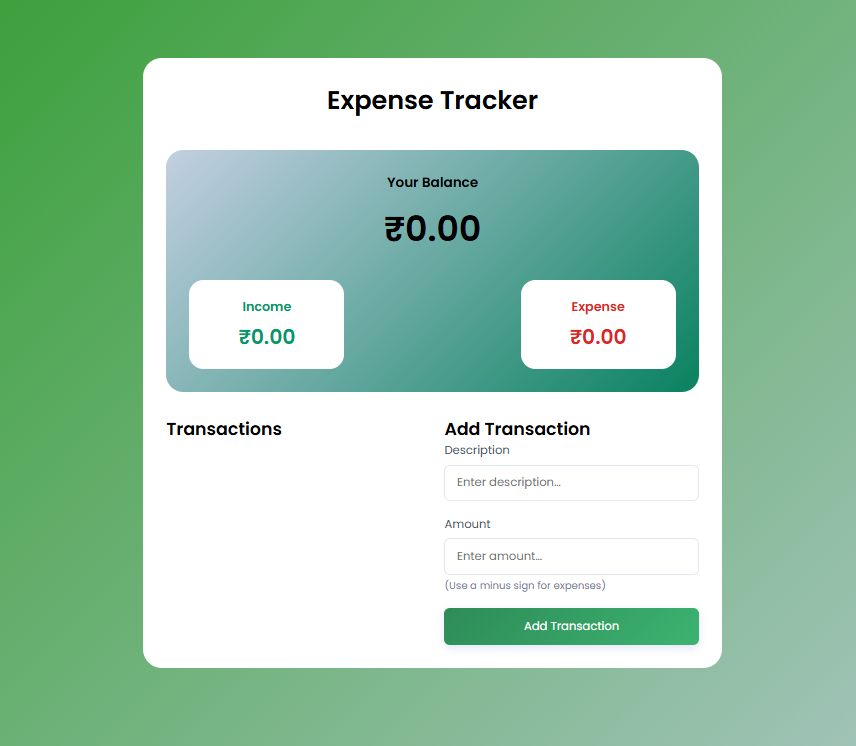 Expense Tracker
Your Balance
₹0.00
Income
₹0.00
Expense
₹0.00
Transactions
Add Transaction
Description
Enter description...
Amount
Enter amount...
(Use a minus sign for expenses)
Add Transaction